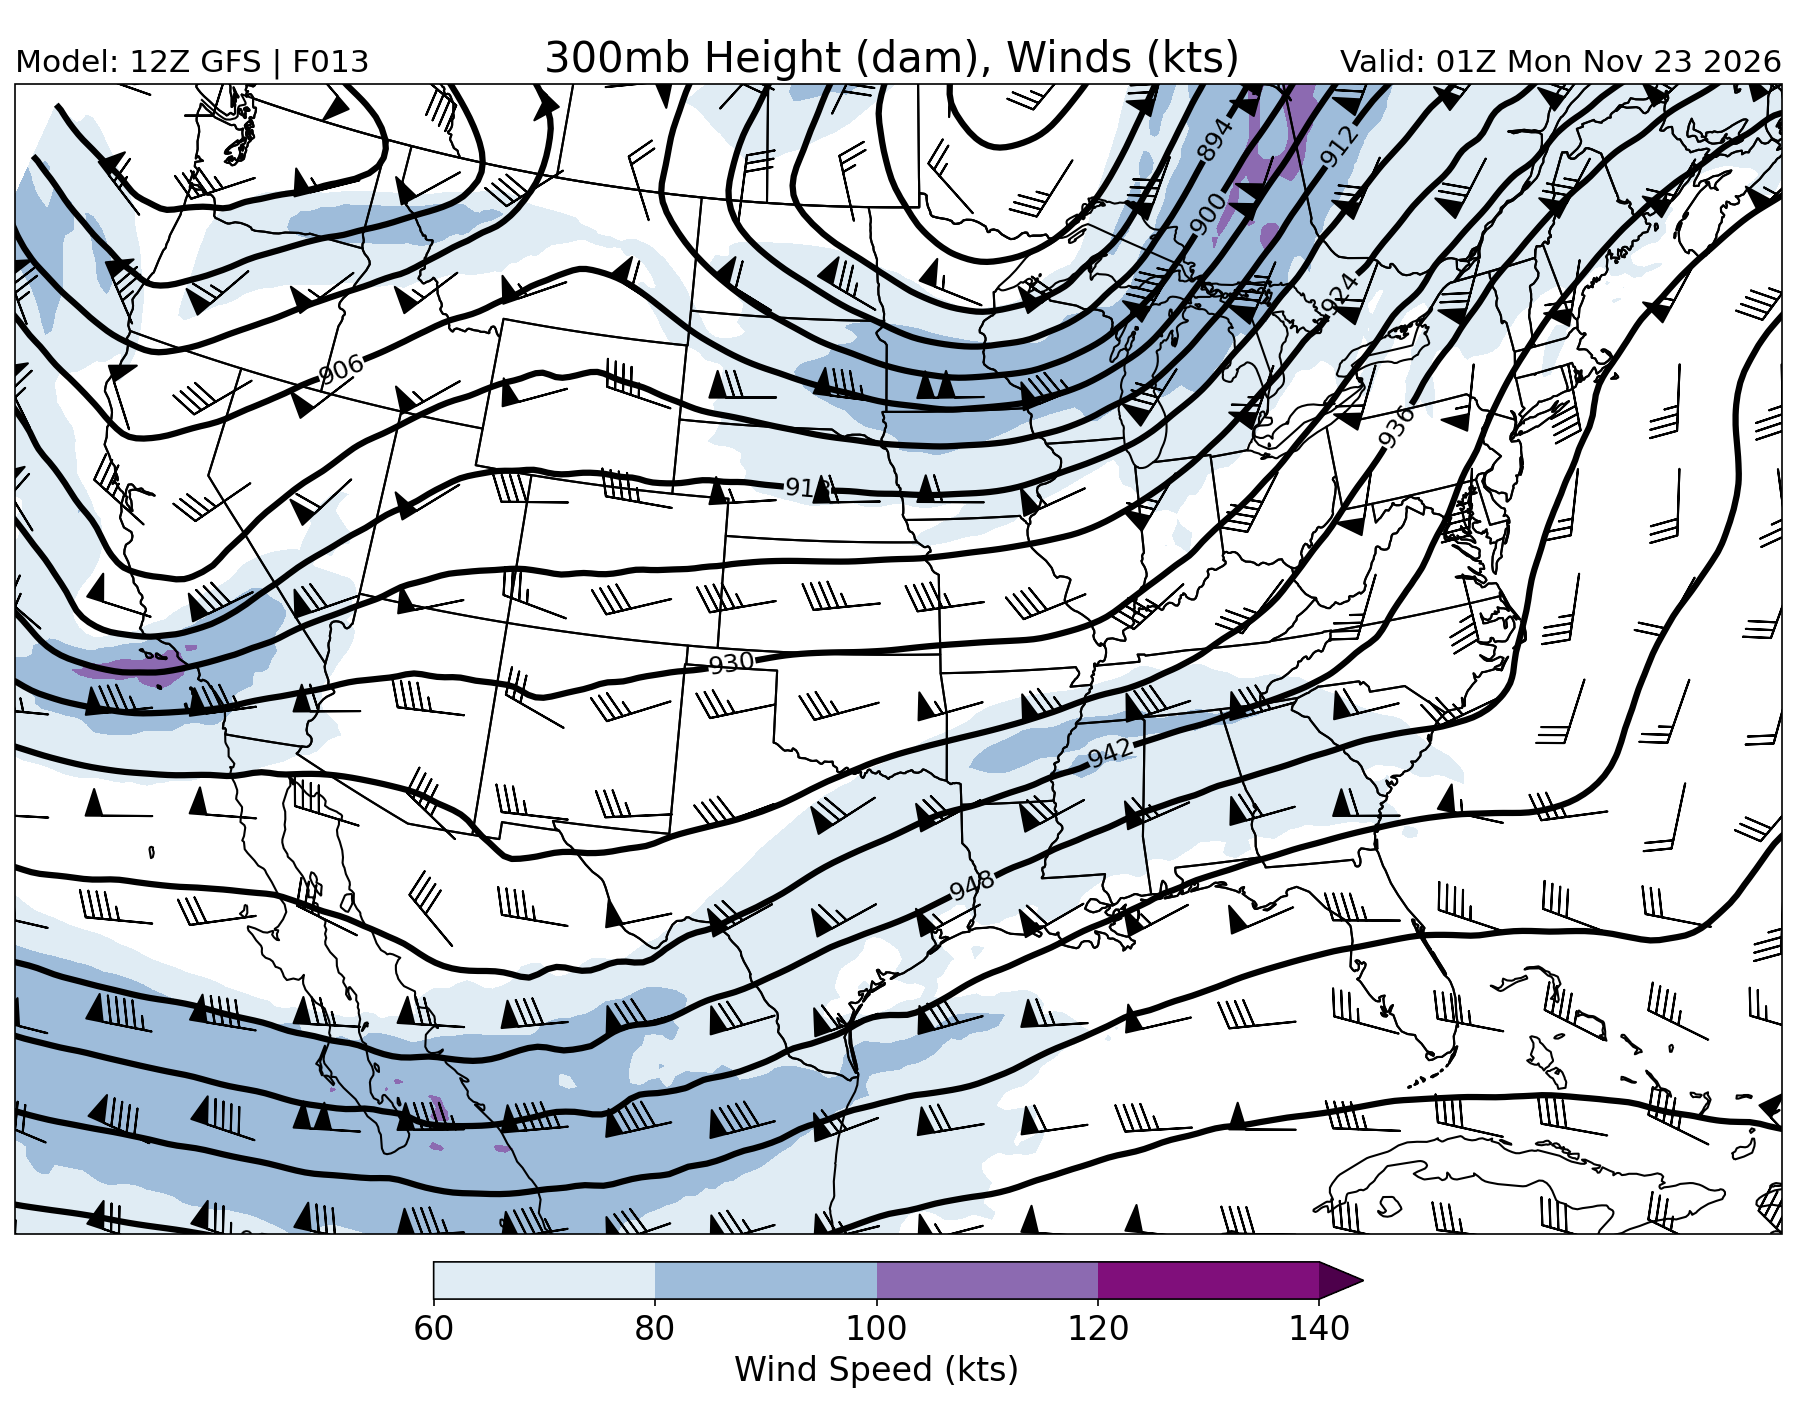 Model: 12Z GFS | F013
300mb Height (dam), Winds (kts)
Valid: 01Z Mon Nov 23 2026
894
912
900
924
906
936
930
942
948
60 80 100 120 140
Wind Speed (kts)